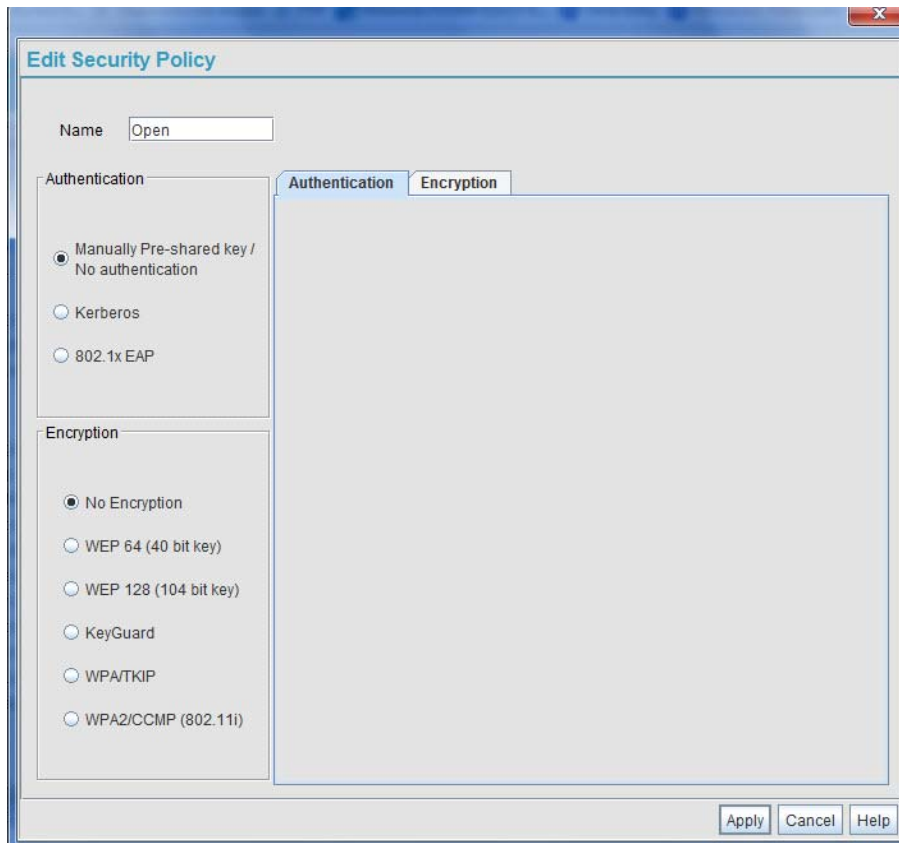 Edit Security Policy
Name Open
Authentication
Manually Pre-shared key /
No authentication
Kerberos
802.1x EAP
Encryption
No Encryption
WEP 64 (40 bit key)
WEP 128 (104 bit key)
KeyGuard
WPA/TKIP
WPA2/CCMP (802.11i)
Authentication Encryption
Apply Cancel Help